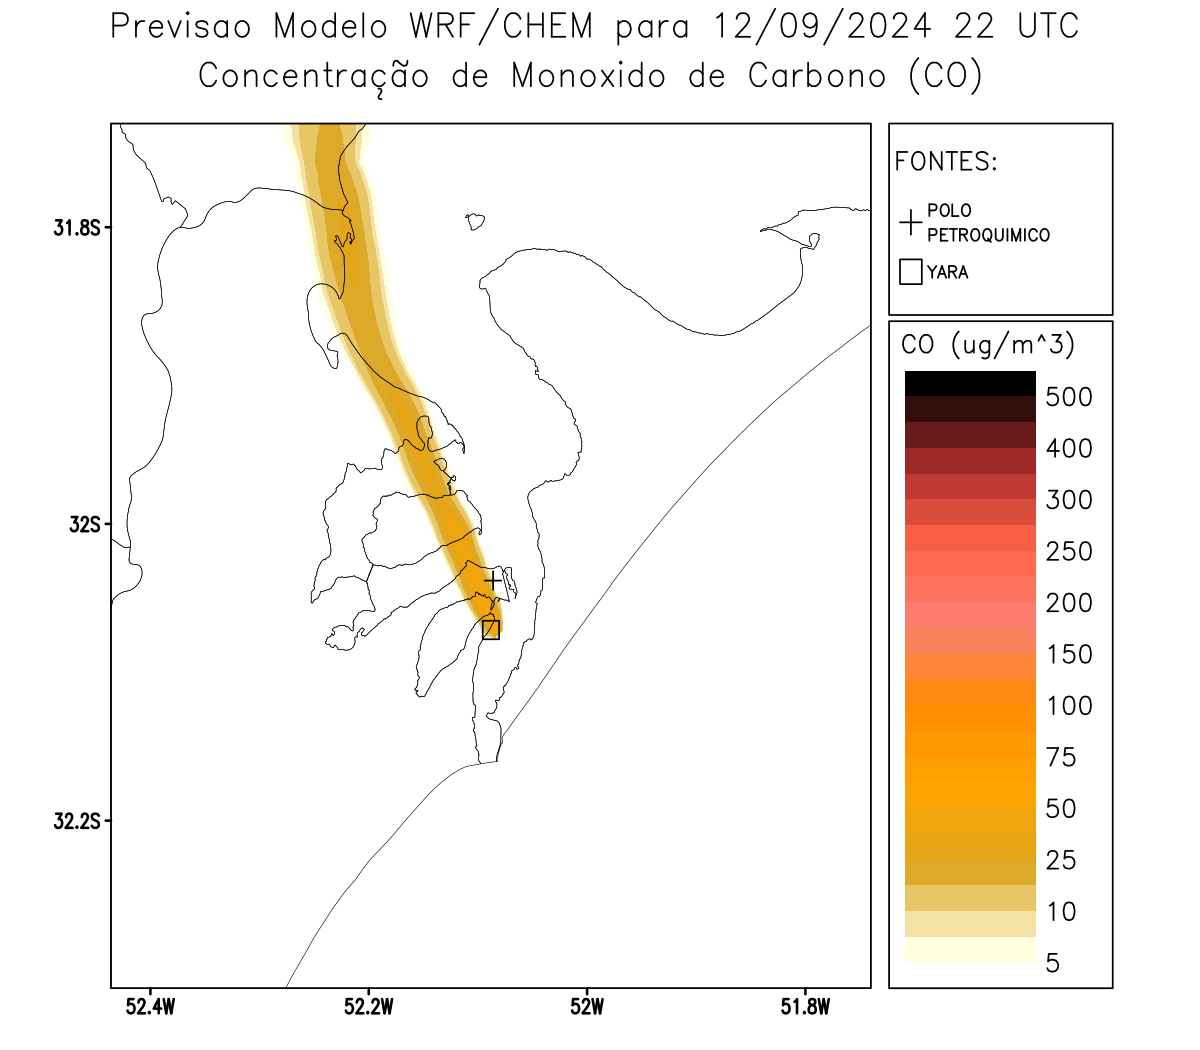 Previsao Modelo WRF/CHEM para 12/09/2024 22 UTC
Concentração de Monoxido de Carbono (CO)
FONTES:
POLO
PETROQUIMICO
YARA
CO (ug/m^3)
500
400
300
250
200
150
100
75
50
25
10
5
31.8S
32S
32.2S
52.4W
52.2W
52W
51.8W